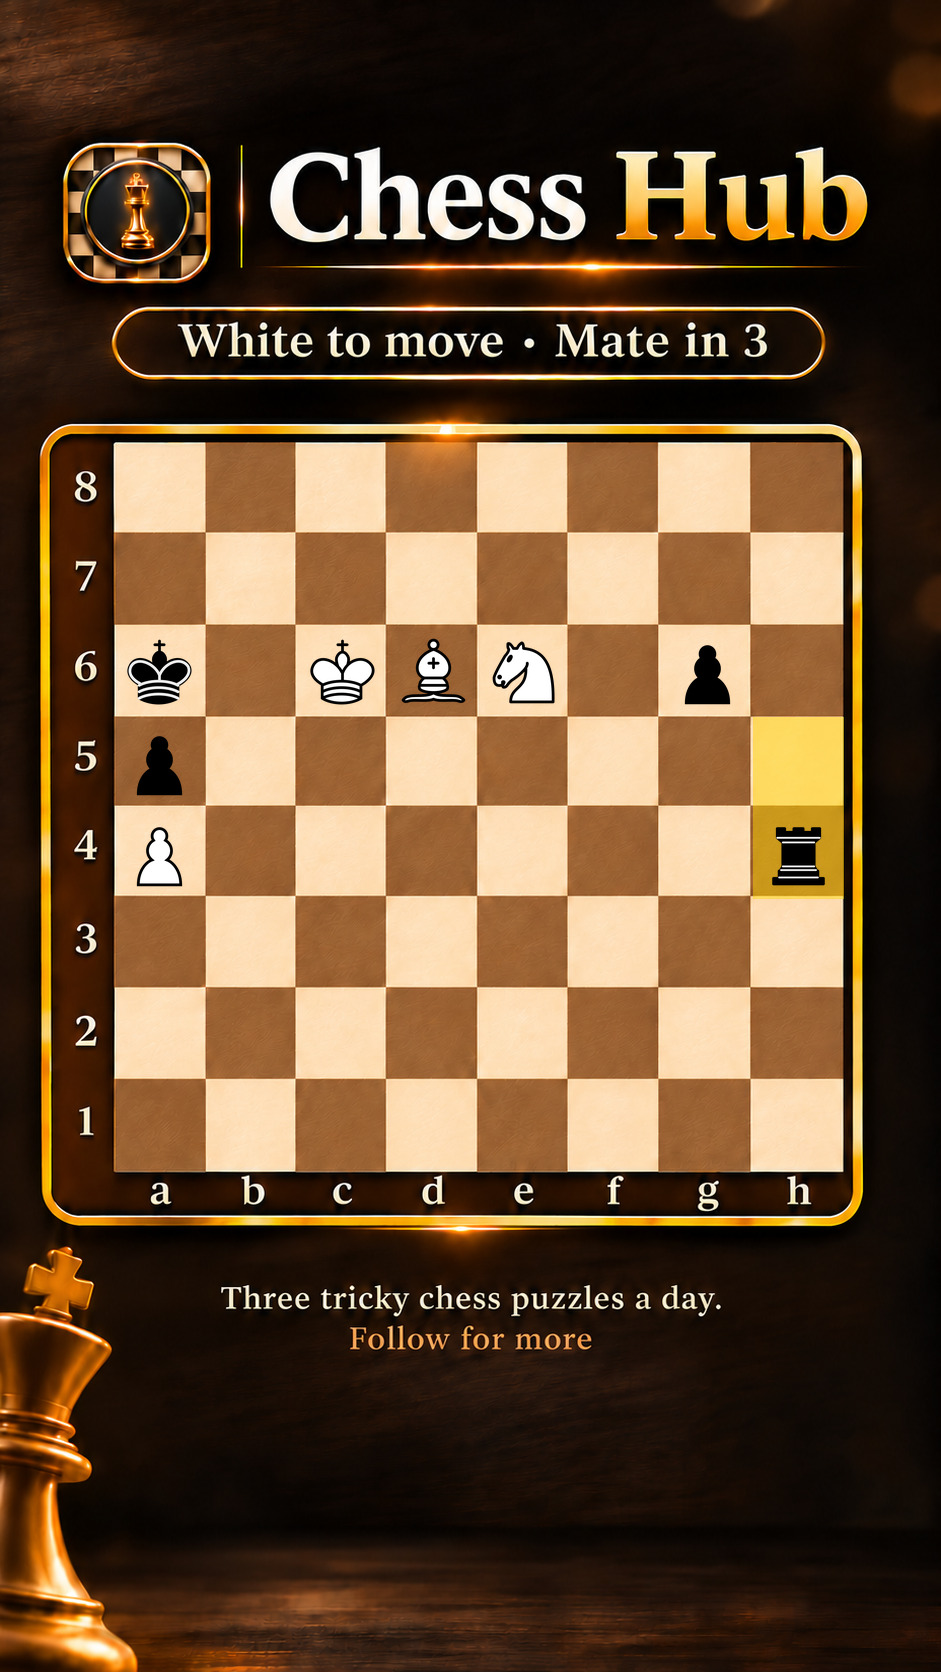 Chess Hub
White to move • Mate in 3
8
7
6
5
4
3
2
1
a b c d e f g h
Three tricky chess puzzles a day.
Follow for more